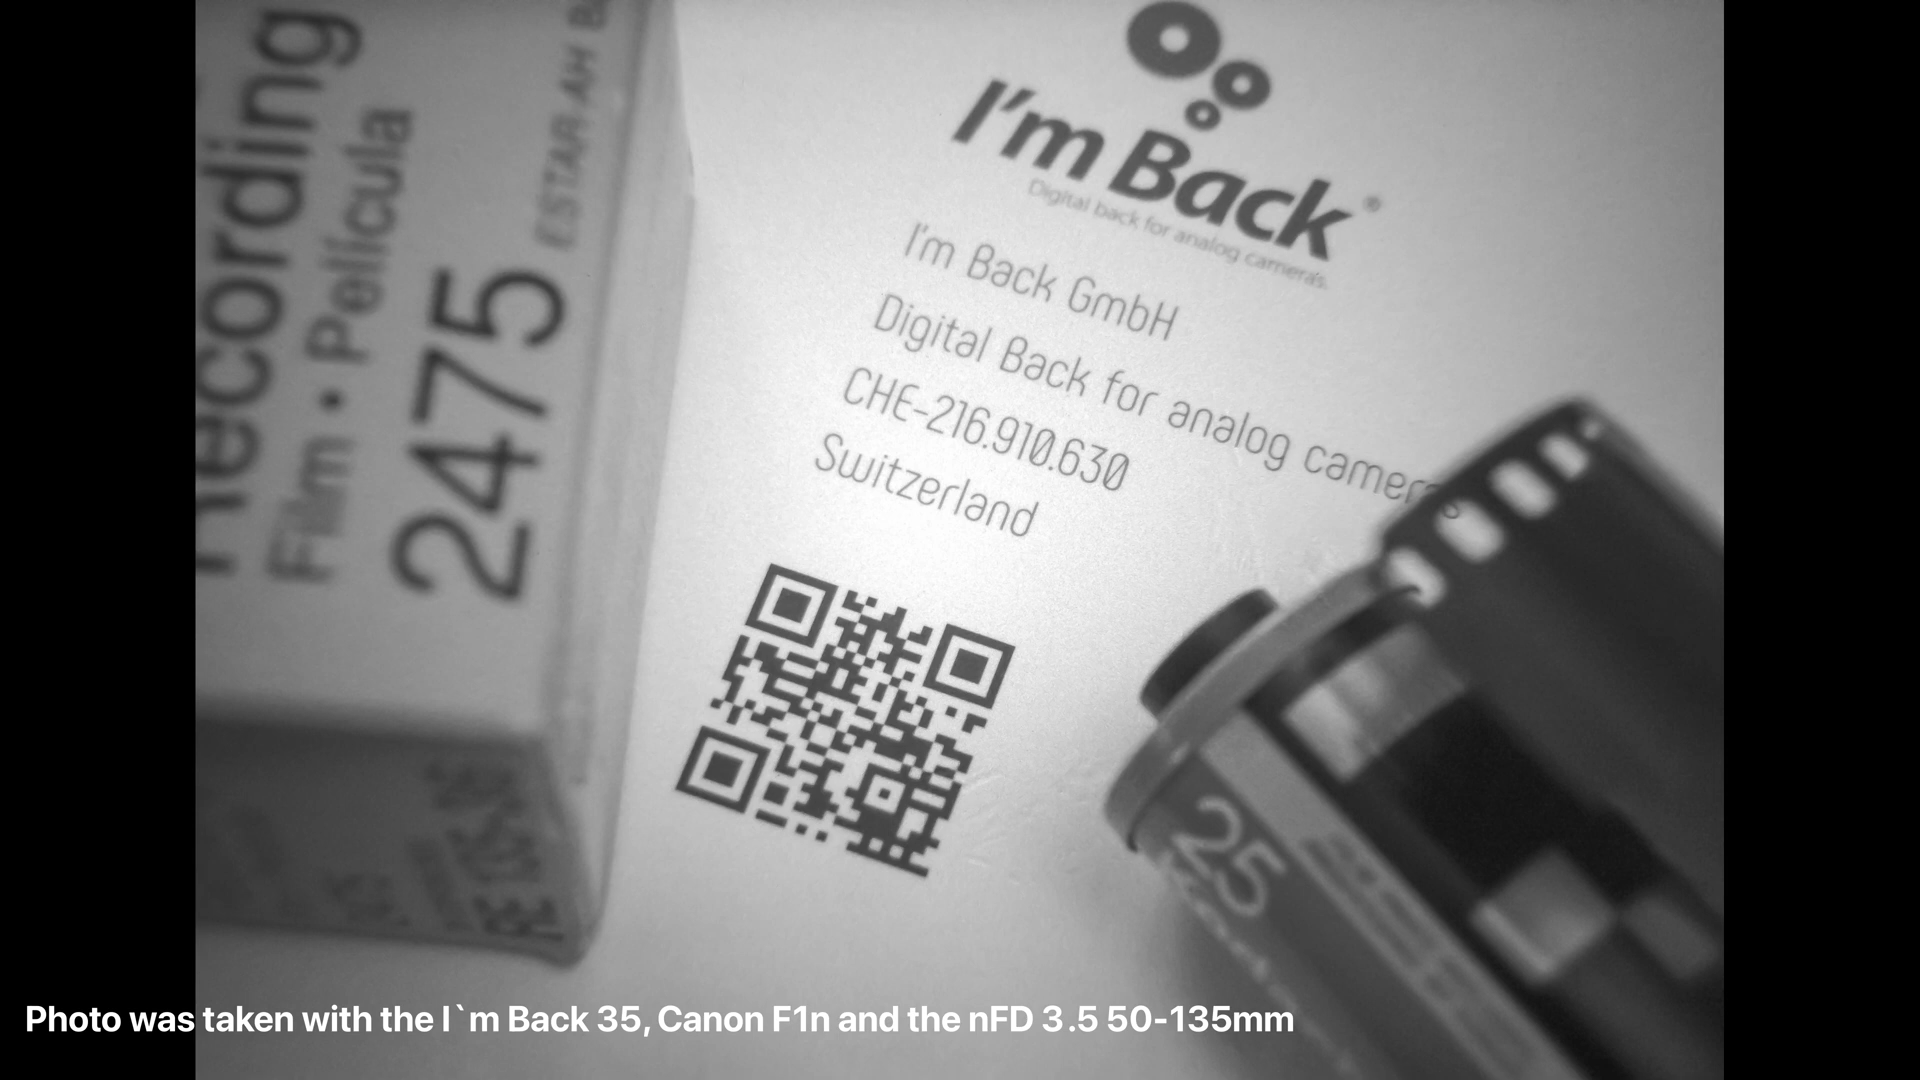 Recording
Film • Película
2475
ESTAR-AH
I'm Back®
Digital back for analog cameras.
I'm Back GmbH
Digital Back for analog cameras
CHE-216.910.630
Switzerland
25
Photo was taken with the I`m Back 35, Canon F1n and the nFD 3.5 50-135mm